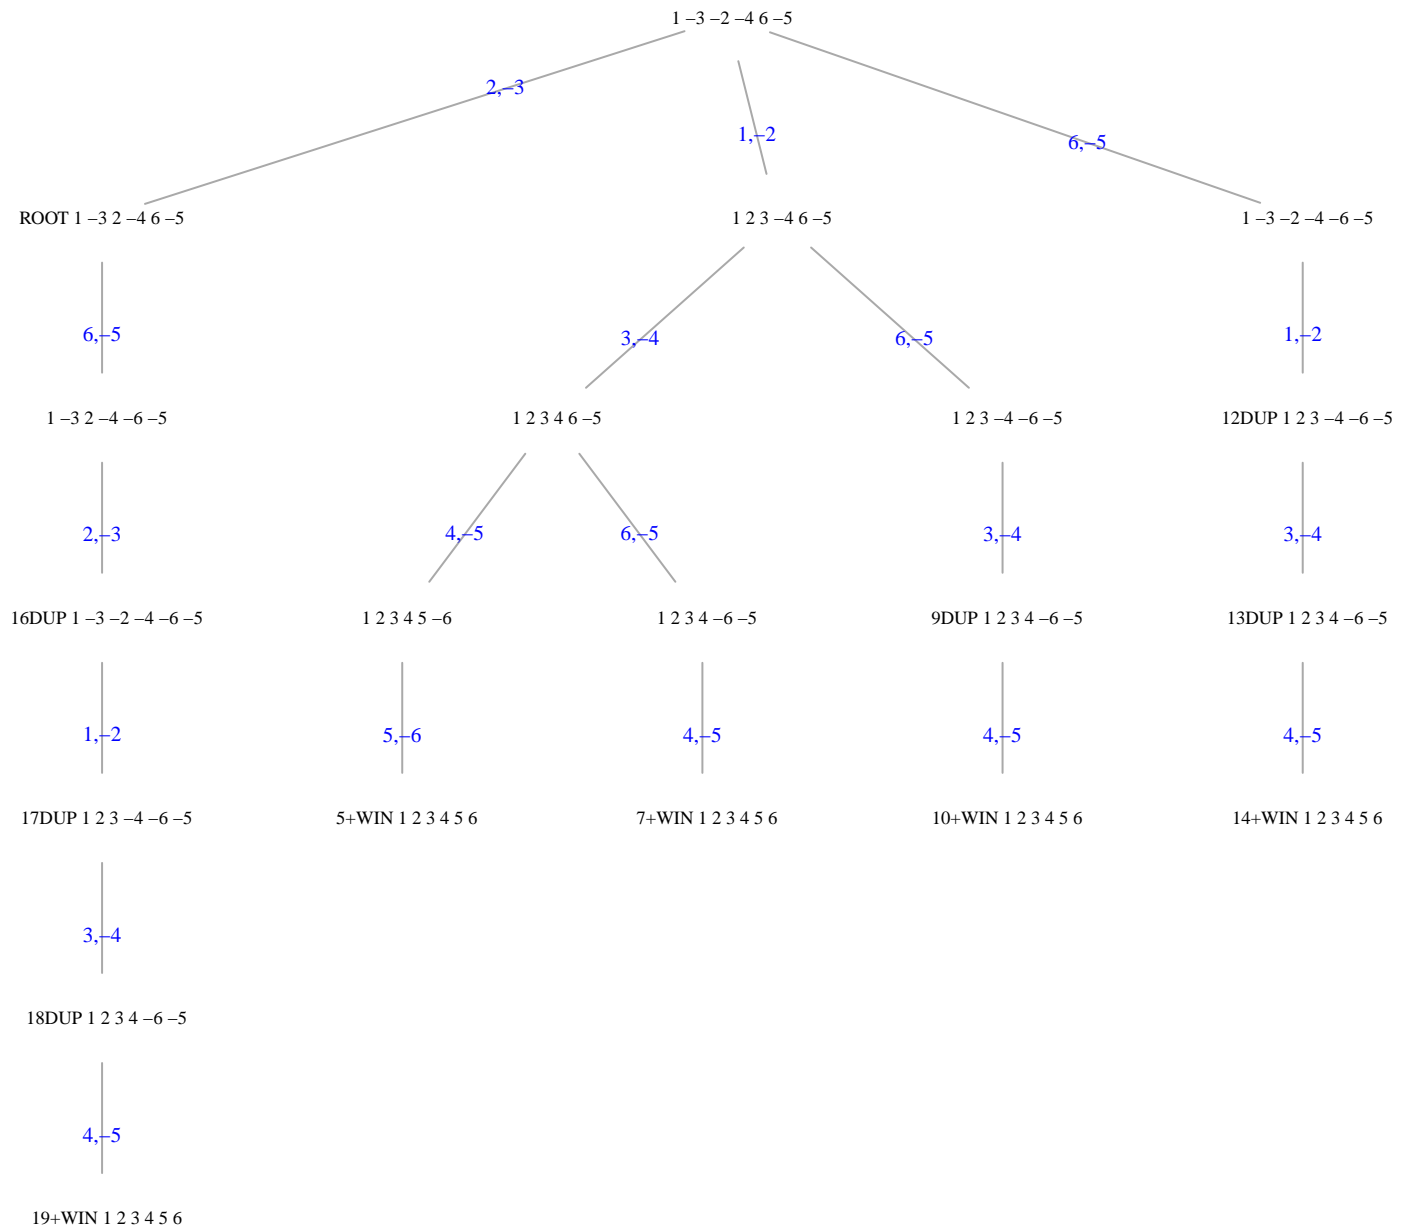 1 –3 –2 –4 6 –5
2,–3
1,–2
6,–5
ROOT 1 –3 2 –4 6 –5
1 2 3 –4 6 –5
1 –3 –2 –4 –6 –5
6,–5
3,–4
6,–5
1,–2
1 –3 2 –4 –6 –5
1 2 3 4 6 –5
1 2 3 –4 –6 –5
12DUP 1 2 3 –4 –6 –5
2,–3
4,–5
6,–5
3,–4
3,–4
16DUP 1 –3 –2 –4 –6 –5
1 2 3 4 5 –6
1 2 3 4 –6 –5
9DUP 1 2 3 4 –6 –5
13DUP 1 2 3 4 –6 –5
1,–2
5,–6
4,–5
4,–5
4,–5
17DUP 1 2 3 –4 –6 –5
5+WIN 1 2 3 4 5 6
7+WIN 1 2 3 4 5 6
10+WIN 1 2 3 4 5 6
14+WIN 1 2 3 4 5 6
3,–4
18DUP 1 2 3 4 –6 –5
4,–5
19+WIN 1 2 3 4 5 6